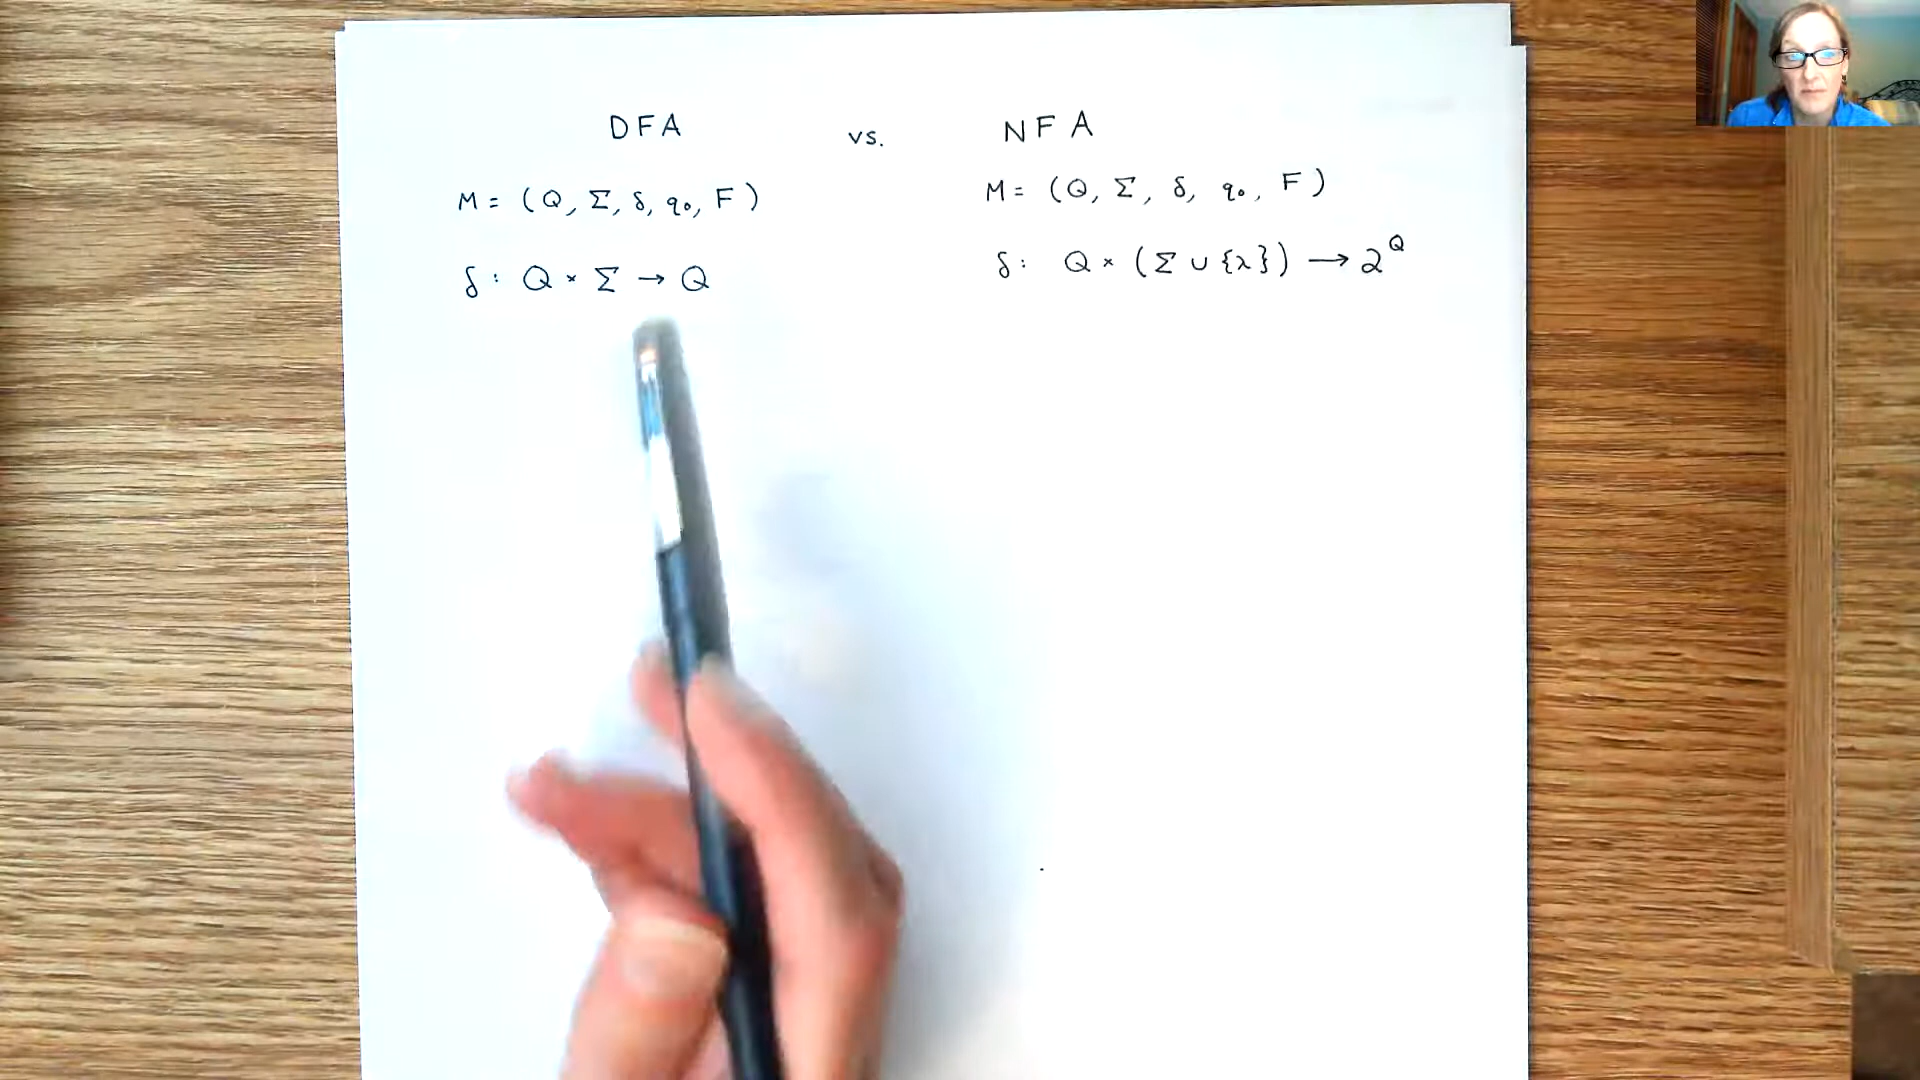 DFA vs. NFA
M = (Q, Σ, δ, q₀, F)
δ : Q × Σ → Q
M = (Q, Σ, δ, q₀, F)
δ : Q × (Σ ∪ {λ}) → 2^Q